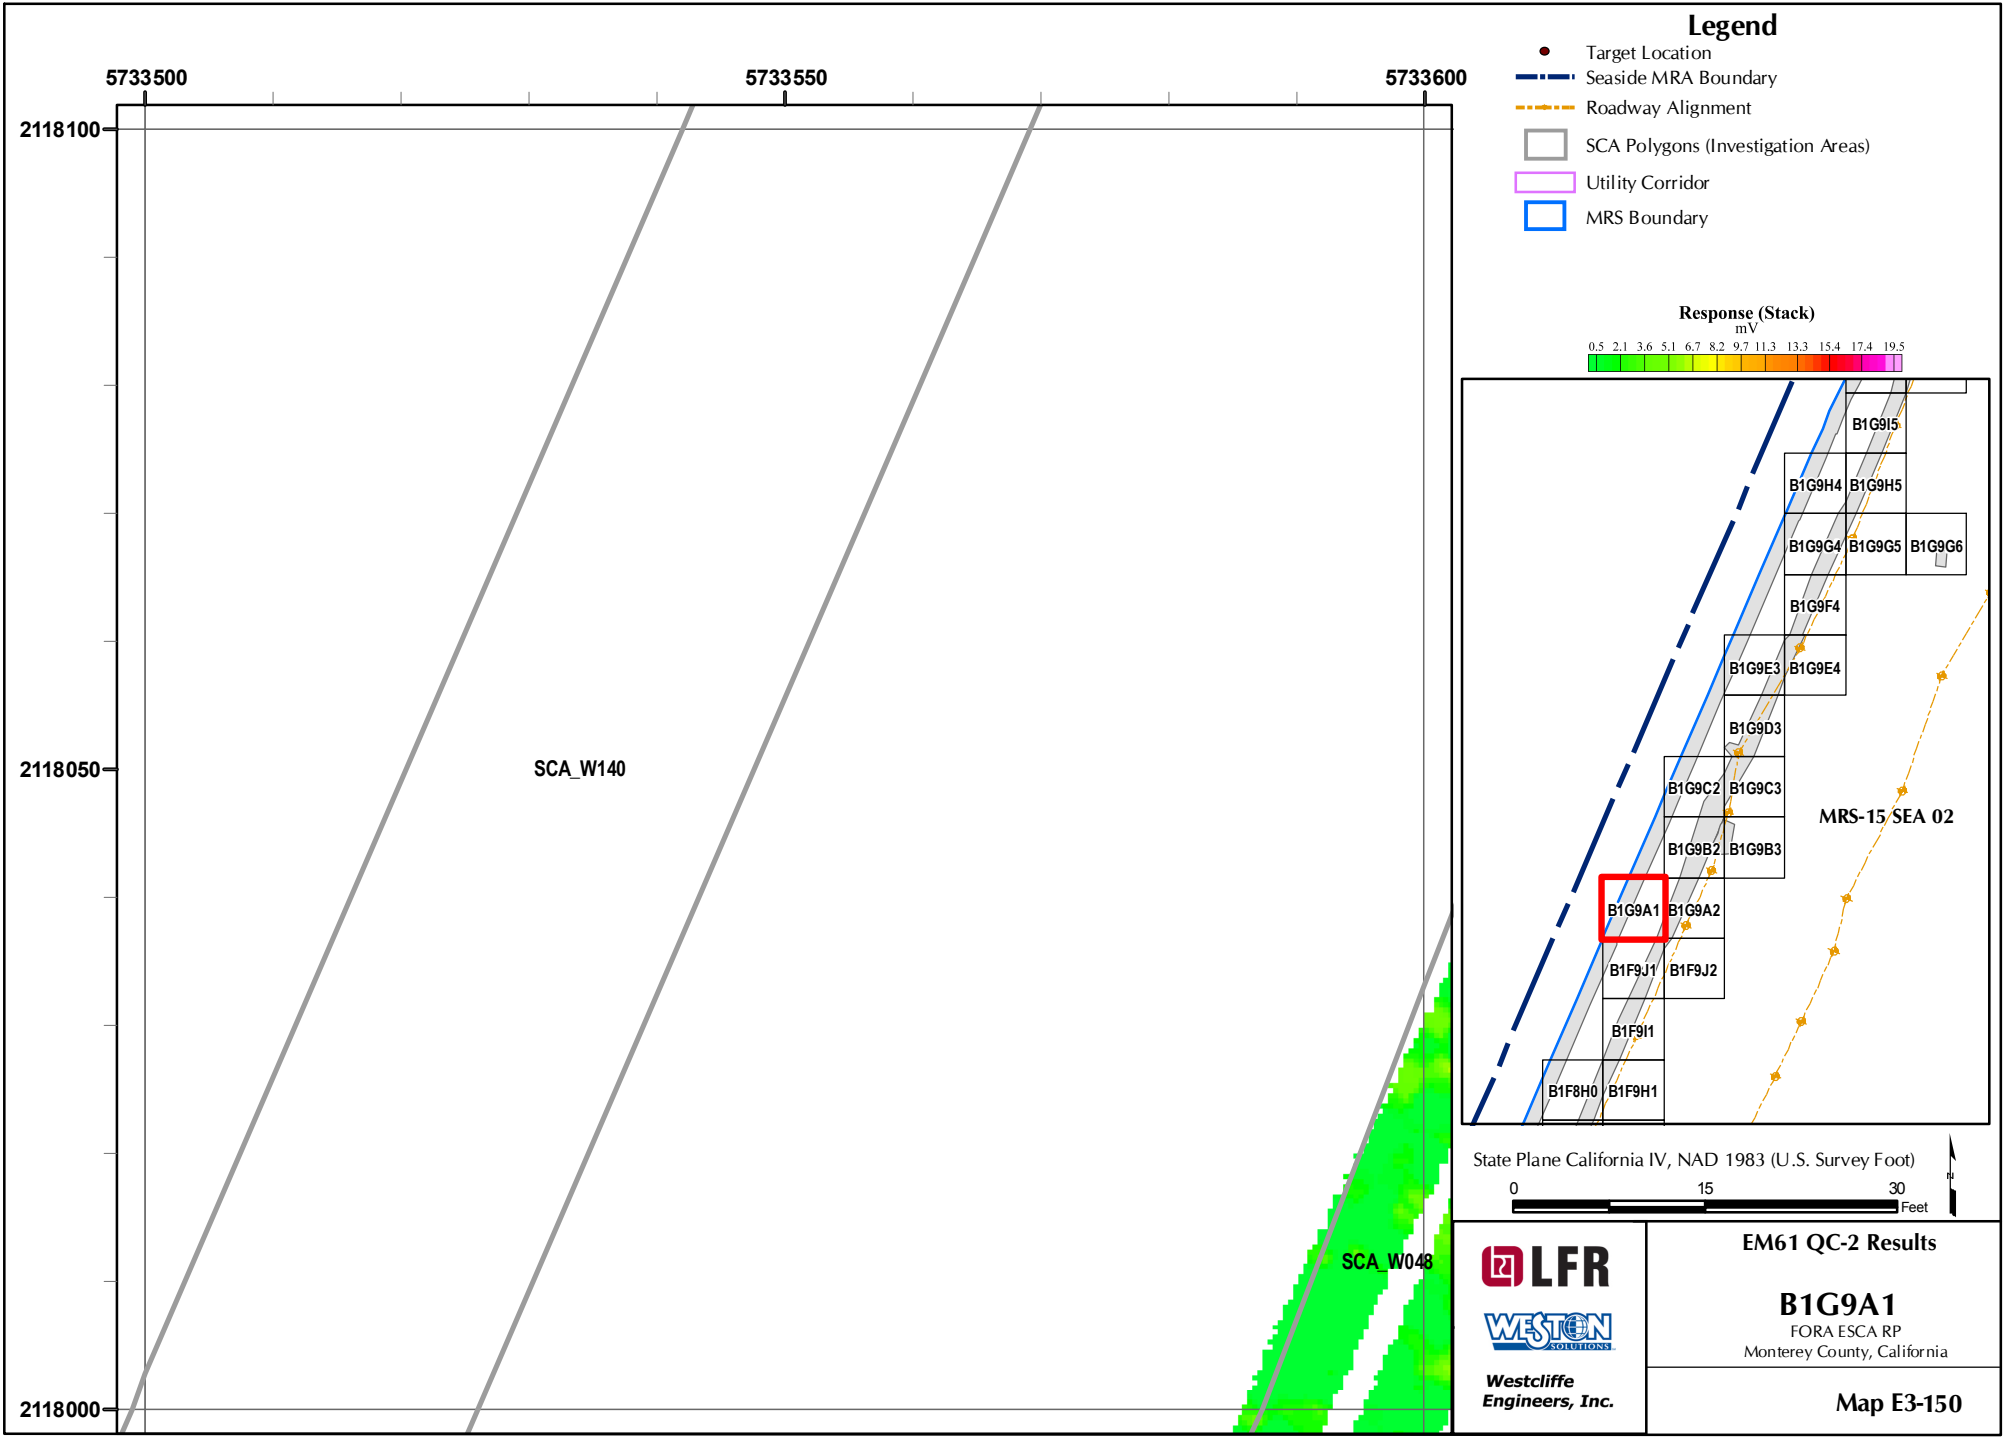 5733500
5733550
5733600
2118100
2118050
2118000
SCA_W140
SCA_W048
Legend
Target Location
Seaside MRA Boundary
Roadway Alignment
SCA Polygons (Investigation Areas)
Utility Corridor
MRS Boundary
Response (Stack)
mV
0.5 2.1 3.6 5.1 6.7 8.2 9.7 11.3 13.3 15.4 17.4 19.5
B1G9I5
B1G9H4 B1G9H5
B1G9G4 B1G9G5 B1G9G6
B1G9F4
B1G9E3 B1G9E4
B1G9D3
B1G9C2 B1G9C3
MRS-15 SEA 02
B1G9B2 B1G9B3
B1G9A1 B1G9A2
B1F9J1 B1F9J2
B1F9I1
B1F8H0 B1F9H1
State Plane California IV, NAD 1983 (U.S. Survey Foot)
N
0 15 30
Feet
LFR
WESTON
SOLUTIONS
Westcliffe
Engineers, Inc.
EM61 QC-2 Results
B1G9A1
FORA ESCA RP
Monterey County, California
Map E3-150